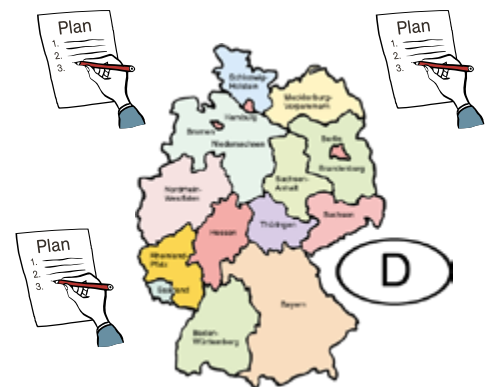 Plan
1.
2.
3.
Plan
1.
2.
3.
Schleswig-
Holstein
Mecklenburg-
Vorpommern
Hamburg
Bremen
Niedersachsen
Berlin
Brandenburg
Sachsen-
Anhalt
Nordrhein-
Westfalen
Sachsen
Thüringen
Hessen
Plan
1.
2.
3.
Rheinland-
Pfalz
Saarland
D
Bayern
Baden-
Württemberg